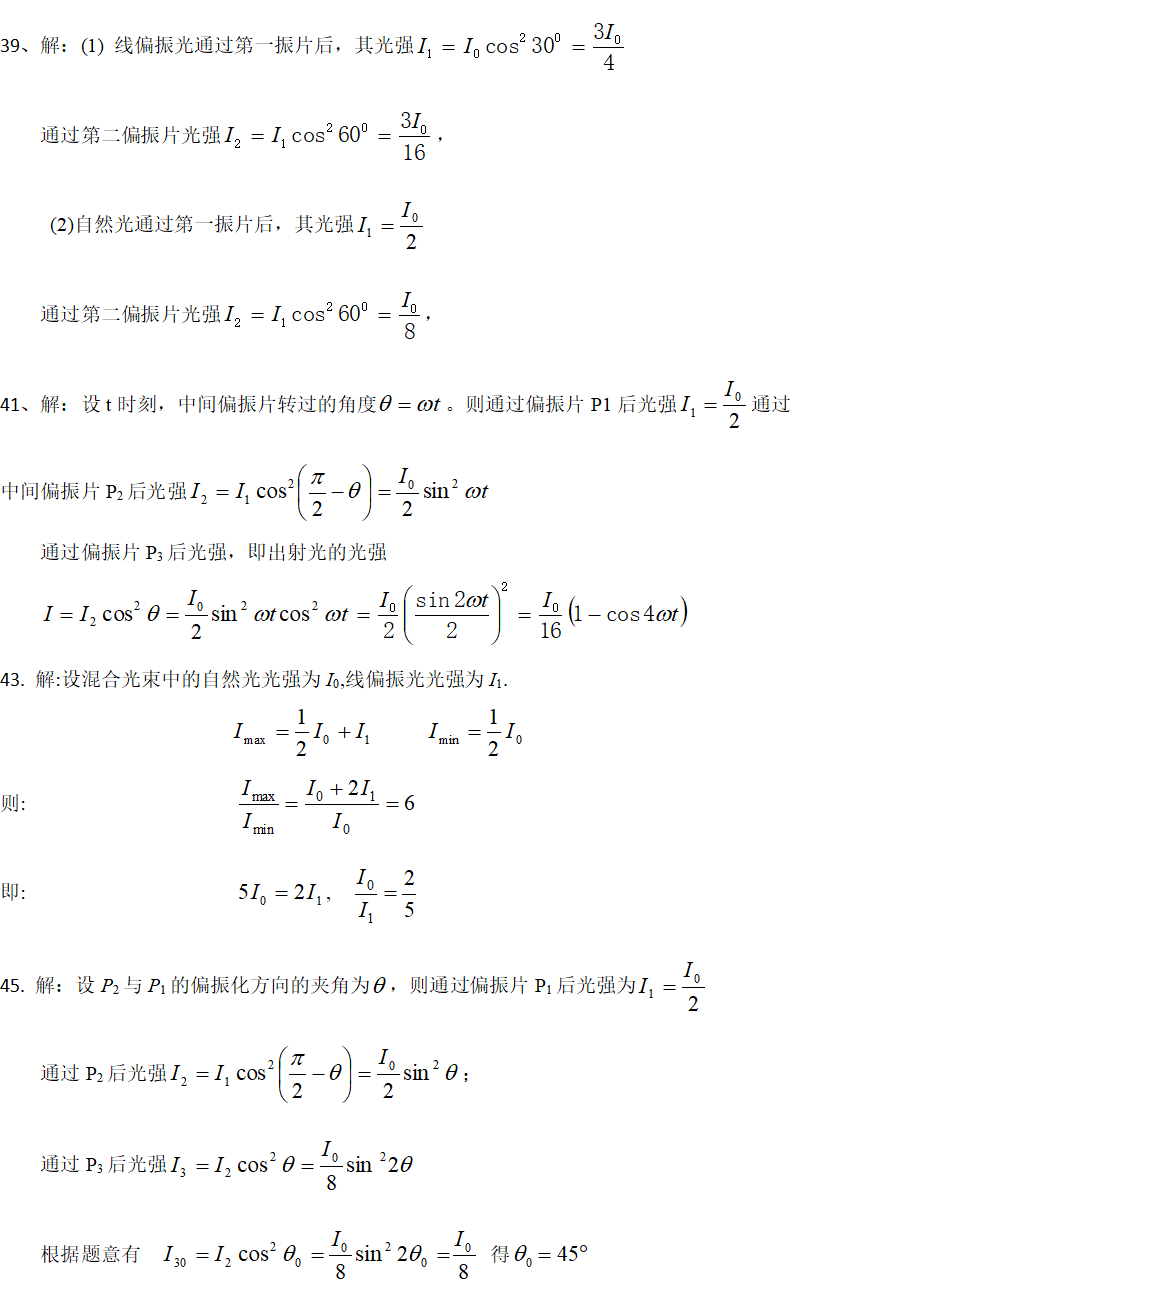 39、解：(1) 线偏振光通过第一振片后，其光强 $I_1 = I_0 \cos^2 30^0 = \frac{3I_0}{4}$
通过第二偏振片光强 $I_2 = I_1 \cos^2 60^0 = \frac{3I_0}{16}$，
(2)自然光通过第一振片后，其光强 $I_1 = \frac{I_0}{2}$
通过第二偏振片光强 $I_2 = I_1 \cos^2 60^0 = \frac{I_0}{8}$，
41、解：设 t 时刻，中间偏振片转过的角度 $\theta = \omega t$ 。则通过偏振片 P1 后光强 $I_1 = \frac{I_0}{2}$ 通过
中间偏振片 P₂ 后光强 $I_2 = I_1 \cos^2\left(\frac{\pi}{2} - \theta\right) = \frac{I_0}{2} \sin^2 \omega t$
通过偏振片 P₃ 后光强，即出射光的光强
$I = I_2 \cos^2 \theta = \frac{I_0}{2} \sin^2 \omega t \cos^2 \omega t = \frac{I_0}{2} \left(\frac{\sin 2\omega t}{2}\right)^2 = \frac{I_0}{16} (1 - \cos 4\omega t)$
43. 解:设混合光束中的自然光光强为 I₀,线偏振光光强为 I₁.
$I_{\max} = \frac{1}{2} I_0 + I_1$ $I_{\min} = \frac{1}{2} I_0$
则: $\frac{I_{\max}}{I_{\min}} = \frac{I_0 + 2I_1}{I_0} = 6$
即: $5I_0 = 2I_1$, $\frac{I_0}{I_1} = \frac{2}{5}$
45. 解：设 P₂ 与 P₁ 的偏振化方向的夹角为 $\theta$，则通过偏振片 P₁ 后光强为 $I_1 = \frac{I_0}{2}$
通过 P₂ 后光强 $I_2 = I_1 \cos^2\left(\frac{\pi}{2} - \theta\right) = \frac{I_0}{2} \sin^2 \theta$；
通过 P₃ 后光强 $I_3 = I_2 \cos^2 \theta = \frac{I_0}{8} \sin^2 2\theta$
根据题意有 $I_{30} = I_2 \cos^2 \theta_0 = \frac{I_0}{8} \sin^2 2\theta_0 = \frac{I_0}{8}$ 得 $\theta_0 = 45°$